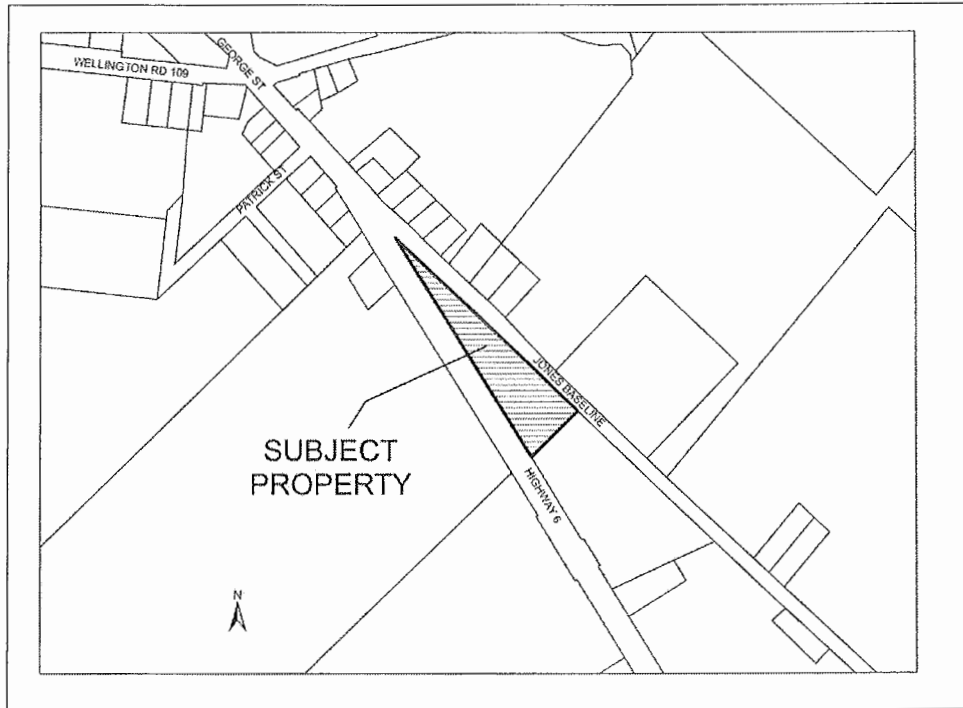 GEORGE ST
WELLINGTON RD 109
PATRICK ST
JONES BASELINE
SUBJECT
PROPERTY
HIGHWAY 6
N